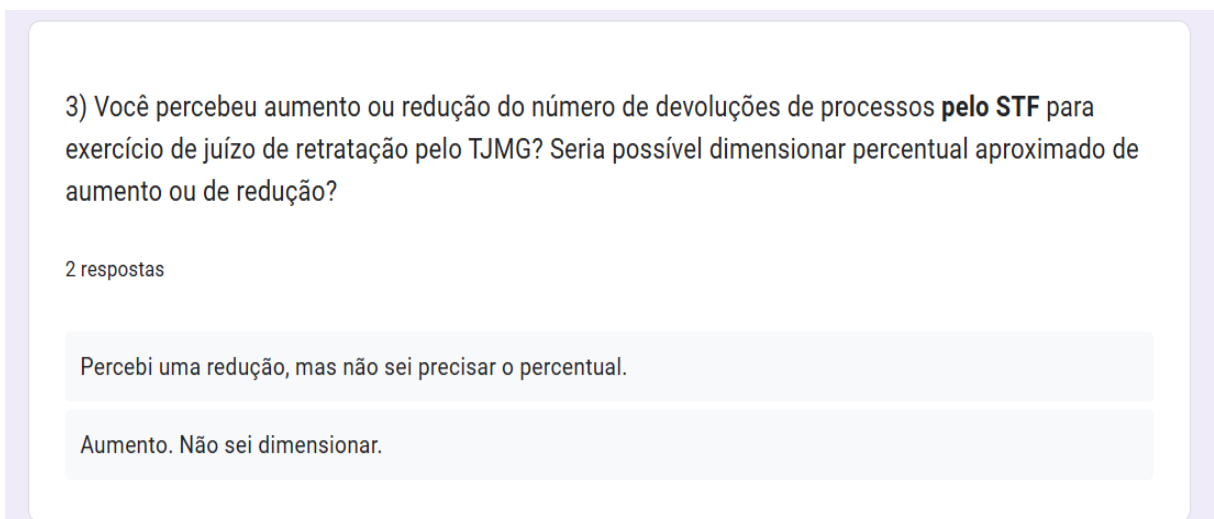 3) Você percebeu aumento ou redução do número de devoluções de processos pelo STF para
exercício de juízo de retratação pelo TJMG? Seria possível dimensionar percentual aproximado de
aumento ou de redução?
2 respostas
Percebi uma redução, mas não sei precisar o percentual.
Aumento. Não sei dimensionar.